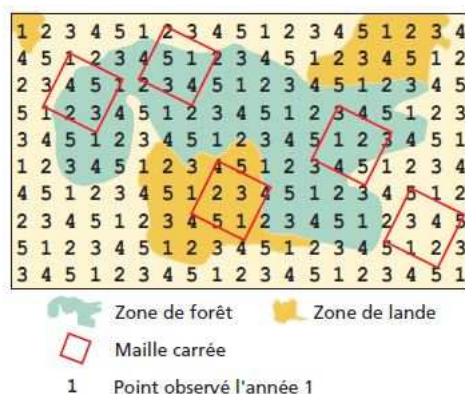 1 2 3 4 5 1 2 3 4 5 1 2 3 4 5 1 2 3 4
4 5 1 2 3 4 5 1 2 3 4 5 1 2 3 4 5 1 2
2 3 4 5 1 2 3 4 5 1 2 3 4 5 1 2 3 4 5
5 1 2 3 4 5 1 2 3 4 5 1 2 3 4 5 1 2 3
3 4 5 1 2 3 4 5 1 2 3 4 5 1 2 3 4 5 1
1 2 3 4 5 1 2 3 4 5 1 2 3 4 5 1 2 3 4
4 5 1 2 3 4 5 1 2 3 4 5 1 2 3 4 5 1 2
2 3 4 5 1 2 3 4 5 1 2 3 4 5 1 2 3 4 5
5 1 2 3 4 5 1 2 3 4 5 1 2 3 4 5 1 2 3
3 4 5 1 2 3 4 5 1 2 3 4 5 1 2 3 4 5 1
Zone de forêt Zone de lande
Maille carrée
1 Point observé l'année 1